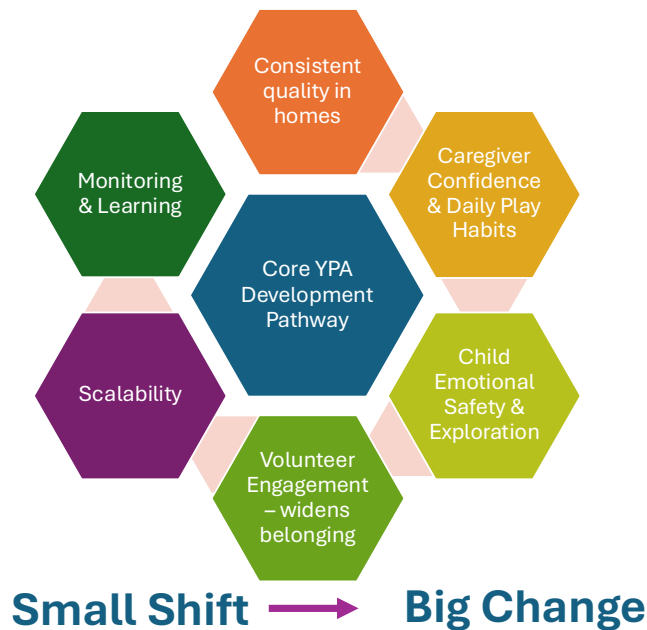 Consistent
quality in
homes
Caregiver
Confidence
& Daily Play
Habits
Monitoring
& Learning
Core YPA
Development
Pathway
Child
Emotional
Safety &
Exploration
Scalability
Volunteer
Engagement
– widens
belonging
Small Shift
Big Change